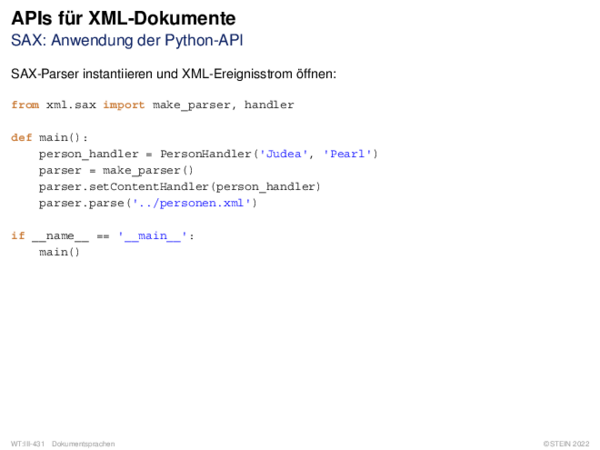 APIs für XML-Dokumente
SAX: Anwendung der Python-API
SAX-Parser instantiieren und XML-Ereignisstrom öffnen:
from xml.sax import make_parser, handler
def main():
    person_handler = PersonHandler('Judea', 'Pearl')
    parser = make_parser()
    parser.setContentHandler(person_handler)
    parser.parse('../personen.xml')
if __name__ == '__main__':
    main()
WT:III-431 Dokumentsprachen ©STEIN 2022